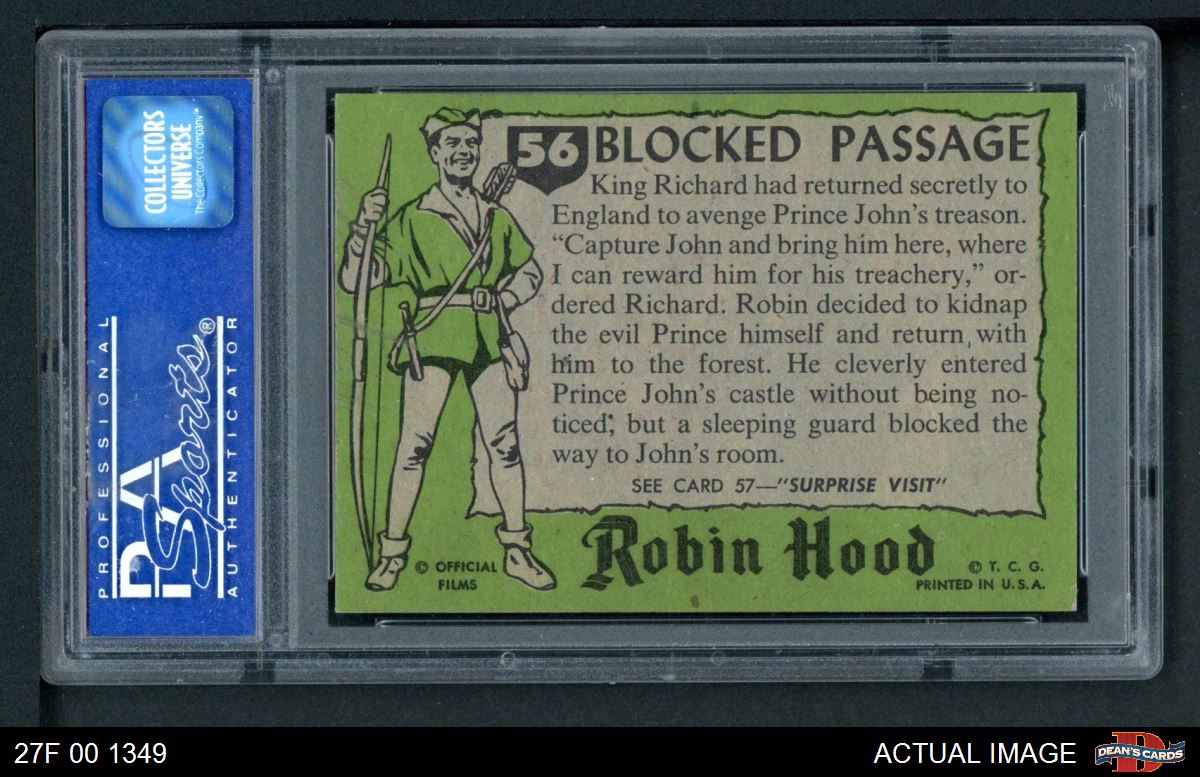 COLLECTORS
UNIVERSE
The Collectors Company™
PROFESSIONAL
PSA
Sports®
AUTHENTICATOR
56 BLOCKED PASSAGE
King Richard had returned secretly to
England to avenge Prince John's treason.
“Capture John and bring him here, where
I can reward him for his treachery,” or-
dered Richard. Robin decided to kidnap
the evil Prince himself and return with
him to the forest. He cleverly entered
Prince John's castle without being no-
ticed; but a sleeping guard blocked the
way to John's room.
SEE CARD 57—"SURPRISE VISIT"
Robin Hood
© OFFICIAL
FILMS
© T. C. G.
PRINTED IN U.S.A.
27F 00 1349
ACTUAL IMAGE
D
DEAN'S CARDS